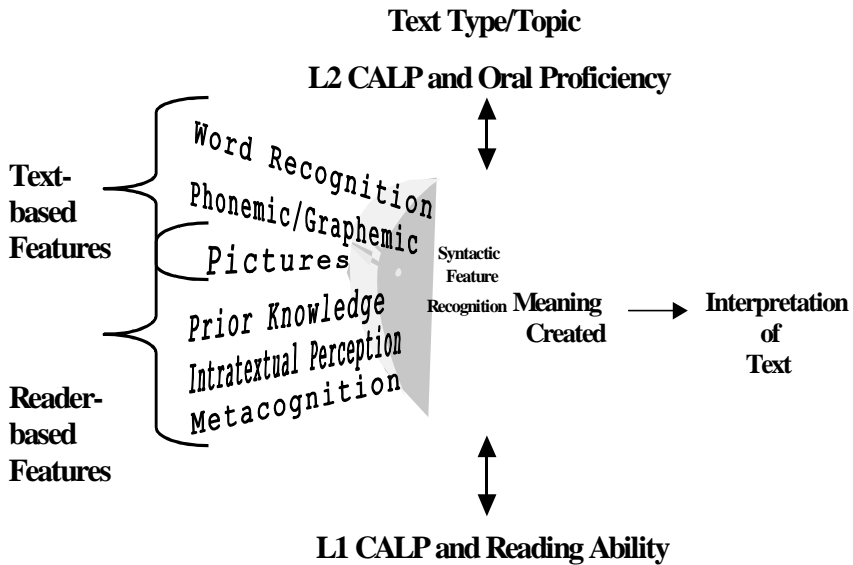 Text Type/Topic
L2 CALP and Oral Proficiency
Text-
based
Features
Word Recognition
Phonemic/Graphemic
Pictures
Prior Knowledge
Intratextual Perception
Metacognition
Reader-
based
Features
Syntactic
Feature
Recognition
Meaning
Created
Interpretation
of
Text
L1 CALP and Reading Ability